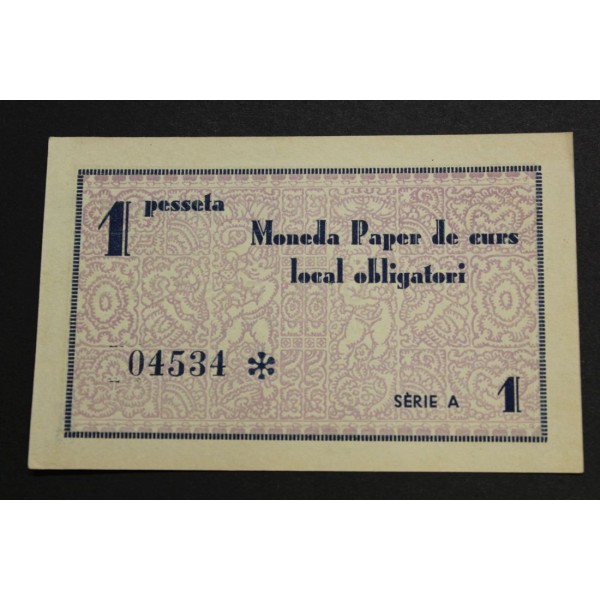 1 pesseta
Moneda Paper de curs
local obligatori
04534 *
SÈRIE A 1